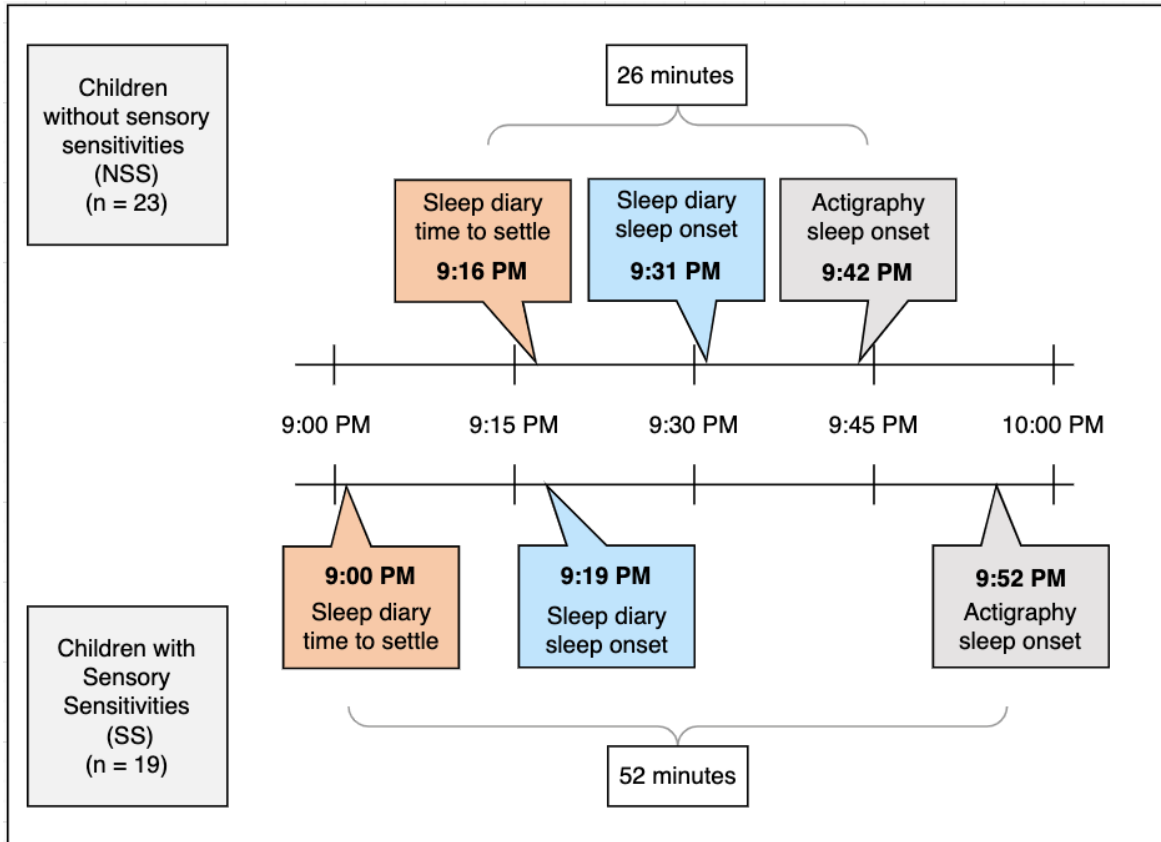 Children
without sensory
sensitivities
(NSS)
(n = 23)
26 minutes
Sleep diary
time to settle
9:16 PM
Sleep diary
sleep onset
9:31 PM
Actigraphy
sleep onset
9:42 PM
9:00 PM
9:15 PM
9:30 PM
9:45 PM
10:00 PM
Children with
Sensory
Sensitivities
(SS)
(n = 19)
9:00 PM
Sleep diary
time to settle
9:19 PM
Sleep diary
sleep onset
9:52 PM
Actigraphy
sleep onset
52 minutes